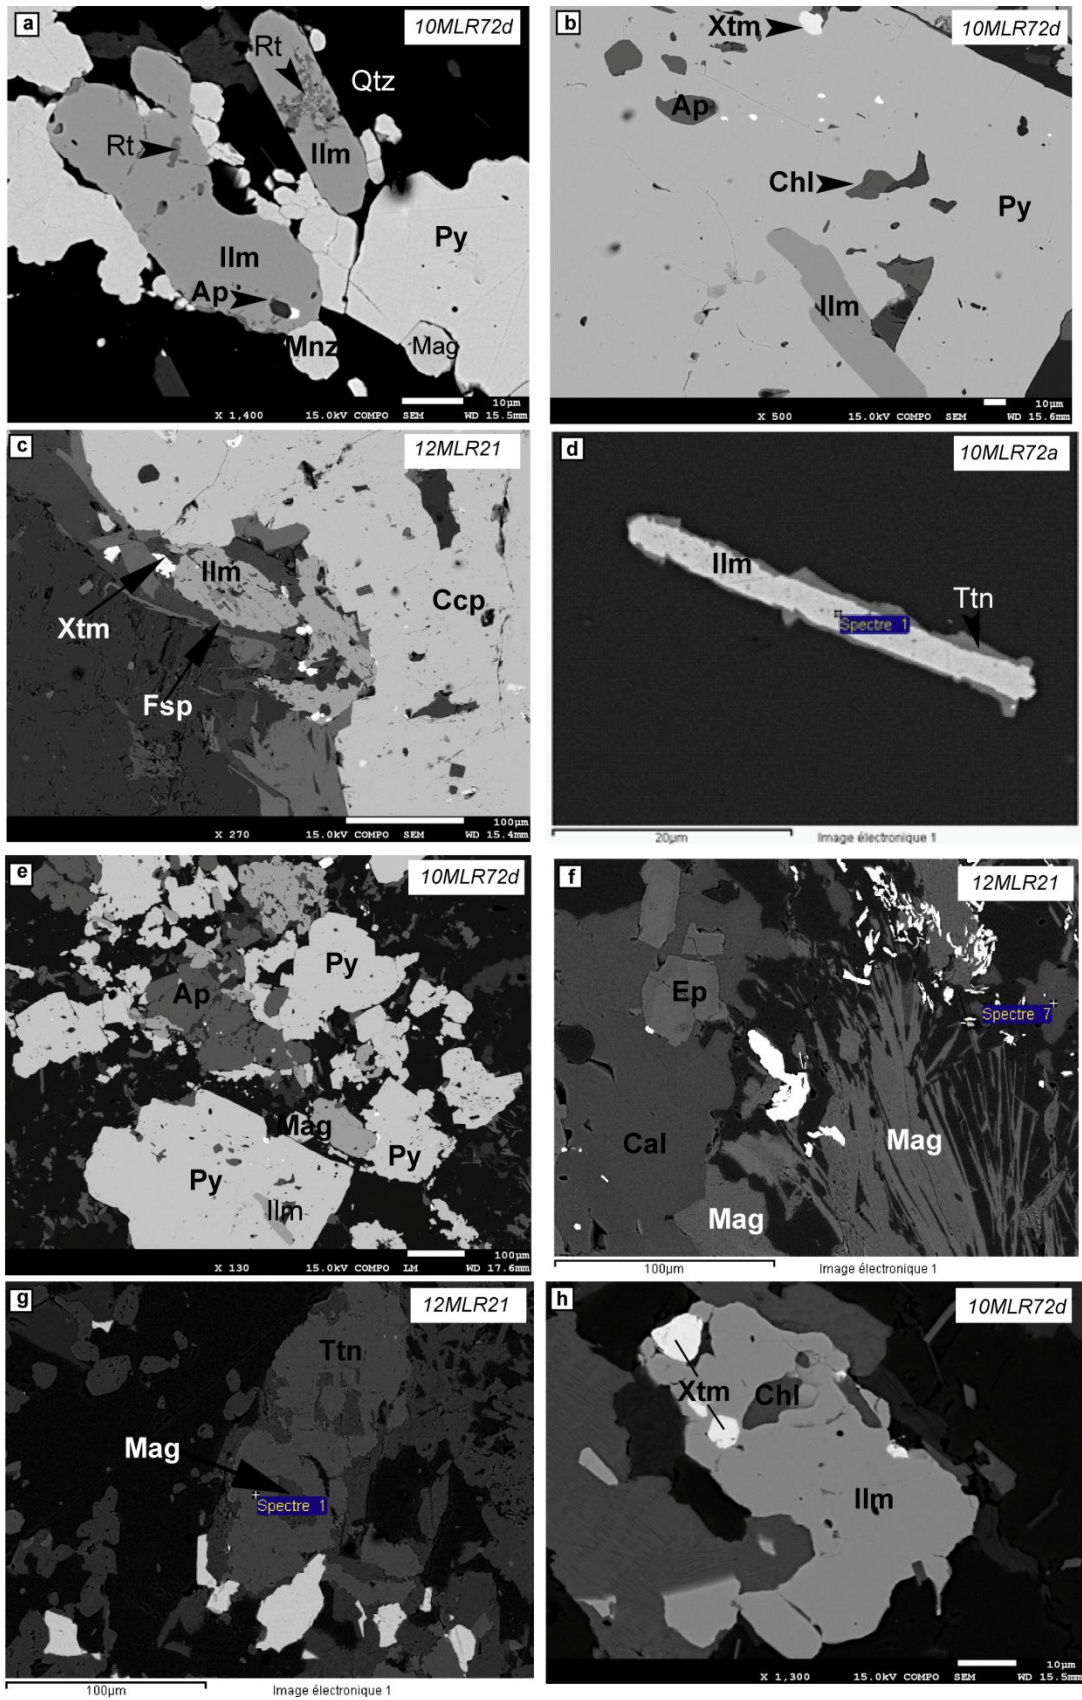 a
10MLR72d
Rt
Qtz
Rt
Ilm
Py
Ilm
Ap
Mnz
Mag
10µm
X 1,400 15.0kV COMPO SEM WD 15.5mm
b
Xtm
10MLR72d
Ap
Chl
Py
Ilm
10µm
X 500 15.0kV COMPO SEM WD 15.6mm
c
12MLR21
Ilm
Ccp
Xtm
Fsp
100µm
X 270 15.0kV COMPO SEM WD 15.4mm
d
10MLR72a
Ilm
Ttn
Spectre 1
20µm Image électronique 1
e
10MLR72d
Py
Ap
Mag
Py
Py
Ilm
100µm
X 130 15.0kV COMPO LM WD 17.6mm
f
12MLR21
Ep
Spectre 7
Cal
Mag
Mag
100µm Image électronique 1
g
12MLR21
Ttn
Mag
Spectre 1
100µm Image électronique 1
h
10MLR72d
Xtm
Chl
Ilm
10µm
X 1,300 15.0kV COMPO SEM WD 15.5mm